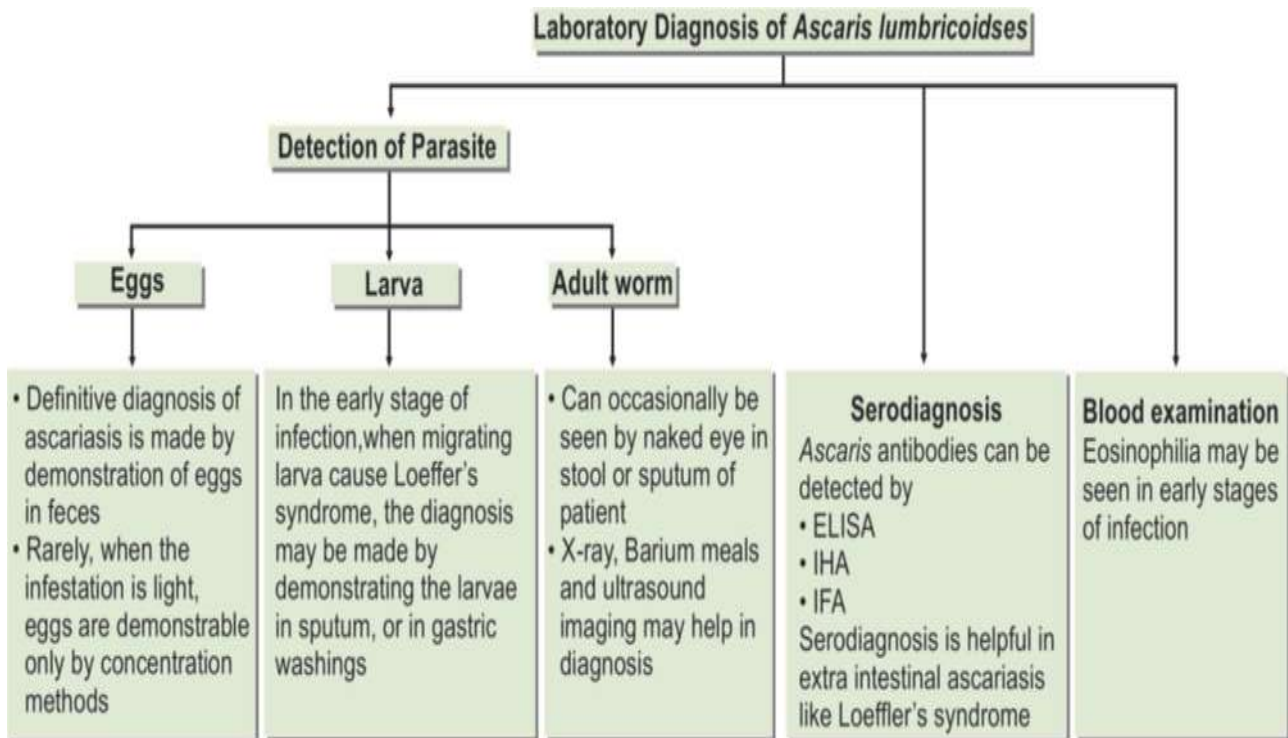 Laboratory Diagnosis of Ascaris lumbricoidses
Detection of Parasite
Eggs
Larva
Adult worm
• Definitive diagnosis of
ascariasis is made by
demonstration of eggs
in feces
• Rarely, when the
infestation is light,
eggs are demonstrable
only by concentration
methods
In the early stage of
infection,when migrating
larva cause Loeffer's
syndrome, the diagnosis
may be made by
demonstrating the larvae
in sputum, or in gastric
washings
• Can occasionally be
seen by naked eye in
stool or sputum of
patient
• X-ray, Barium meals
and ultrasound
imaging may help in
diagnosis
Serodiagnosis
Ascaris antibodies can be
detected by
• ELISA
• IHA
• IFA
Serodiagnosis is helpful in
extra intestinal ascariasis
like Loeffler's syndrome
Blood examination
Eosinophilia may be
seen in early stages
of infection